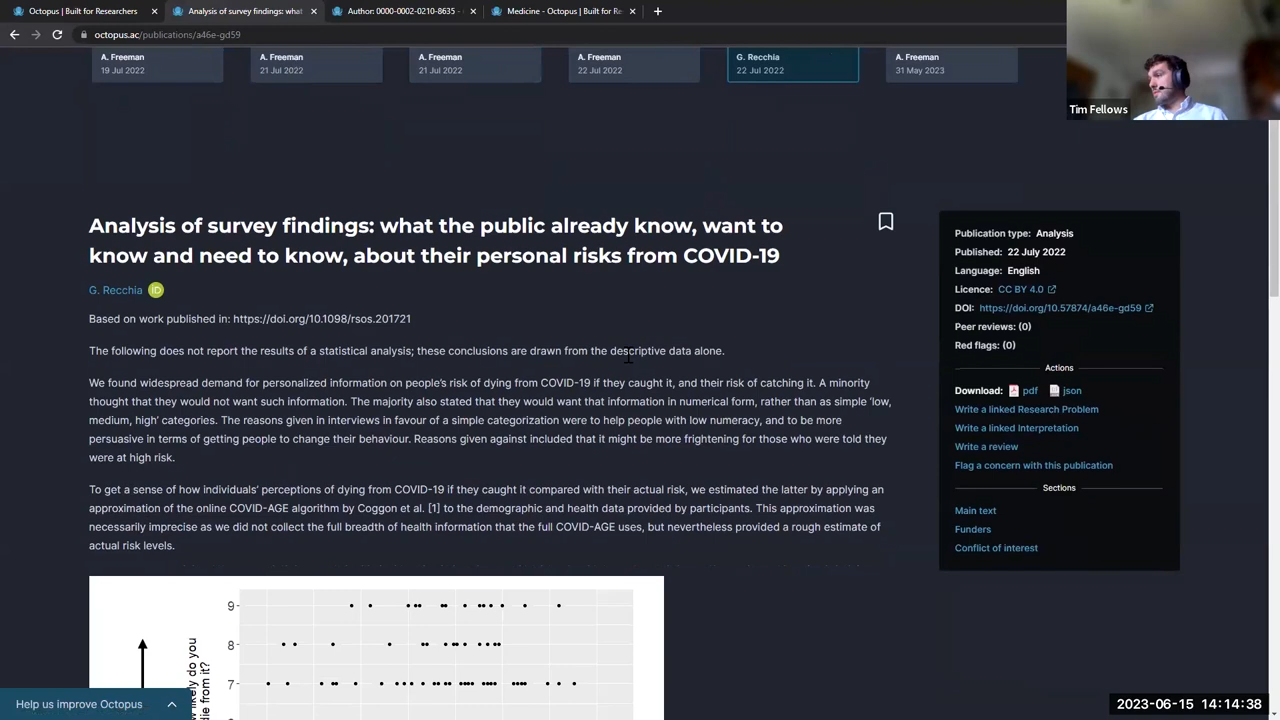 Octopus | Built for Researchers
Analysis of survey findings: what
Author: 0000-0002-0210-8635 -
Medicine - Octopus | Built for Re
octopus.ac/publications/a46e-gd59
A. Freeman
19 Jul 2022
A. Freeman
21 Jul 2022
A. Freeman
21 Jul 2022
A. Freeman
22 Jul 2022
G. Recchia
22 Jul 2022
A. Freeman
31 May 2023
Tim Fellows
Analysis of survey findings: what the public already know, want to
know and need to know, about their personal risks from COVID-19
G. Recchia iD
Based on work published in: https://doi.org/10.1098/rsos.201721
The following does not report the results of a statistical analysis; these conclusions are drawn from the descriptive data alone.
We found widespread demand for personalized information on people's risk of dying from COVID-19 if they caught it, and their risk of catching it. A minority
thought that they would not want such information. The majority also stated that they would want that information in numerical form, rather than as simple 'low,
medium, high' categories. The reasons given in interviews in favour of a simple categorization were to help people with low numeracy, and to be more
persuasive in terms of getting people to change their behaviour. Reasons given against included that it might be more frightening for those who were told they
were at high risk.
To get a sense of how individuals' perceptions of dying from COVID-19 if they caught it compared with their actual risk, we estimated the latter by applying an
approximation of the online COVID-AGE algorithm by Coggon et al. [1] to the demographic and health data provided by participants. This approximation was
necessarily imprecise as we did not collect the full breadth of health information that the full COVID-AGE uses, but nevertheless provided a rough estimate of
actual risk levels.
9
8
7
likely do you
die from it?
Publication type: Analysis
Published: 22 July 2022
Language: English
Licence: CC BY 4.0
DOI: https://doi.org/10.57874/a46e-gd59
Peer reviews: (0)
Red flags: (0)
Actions
Download: pdf json
Write a linked Research Problem
Write a linked Interpretation
Write a review
Flag a concern with this publication
Sections
Main text
Funders
Conflict of interest
Help us improve Octopus
2023-06-15 14:14:38